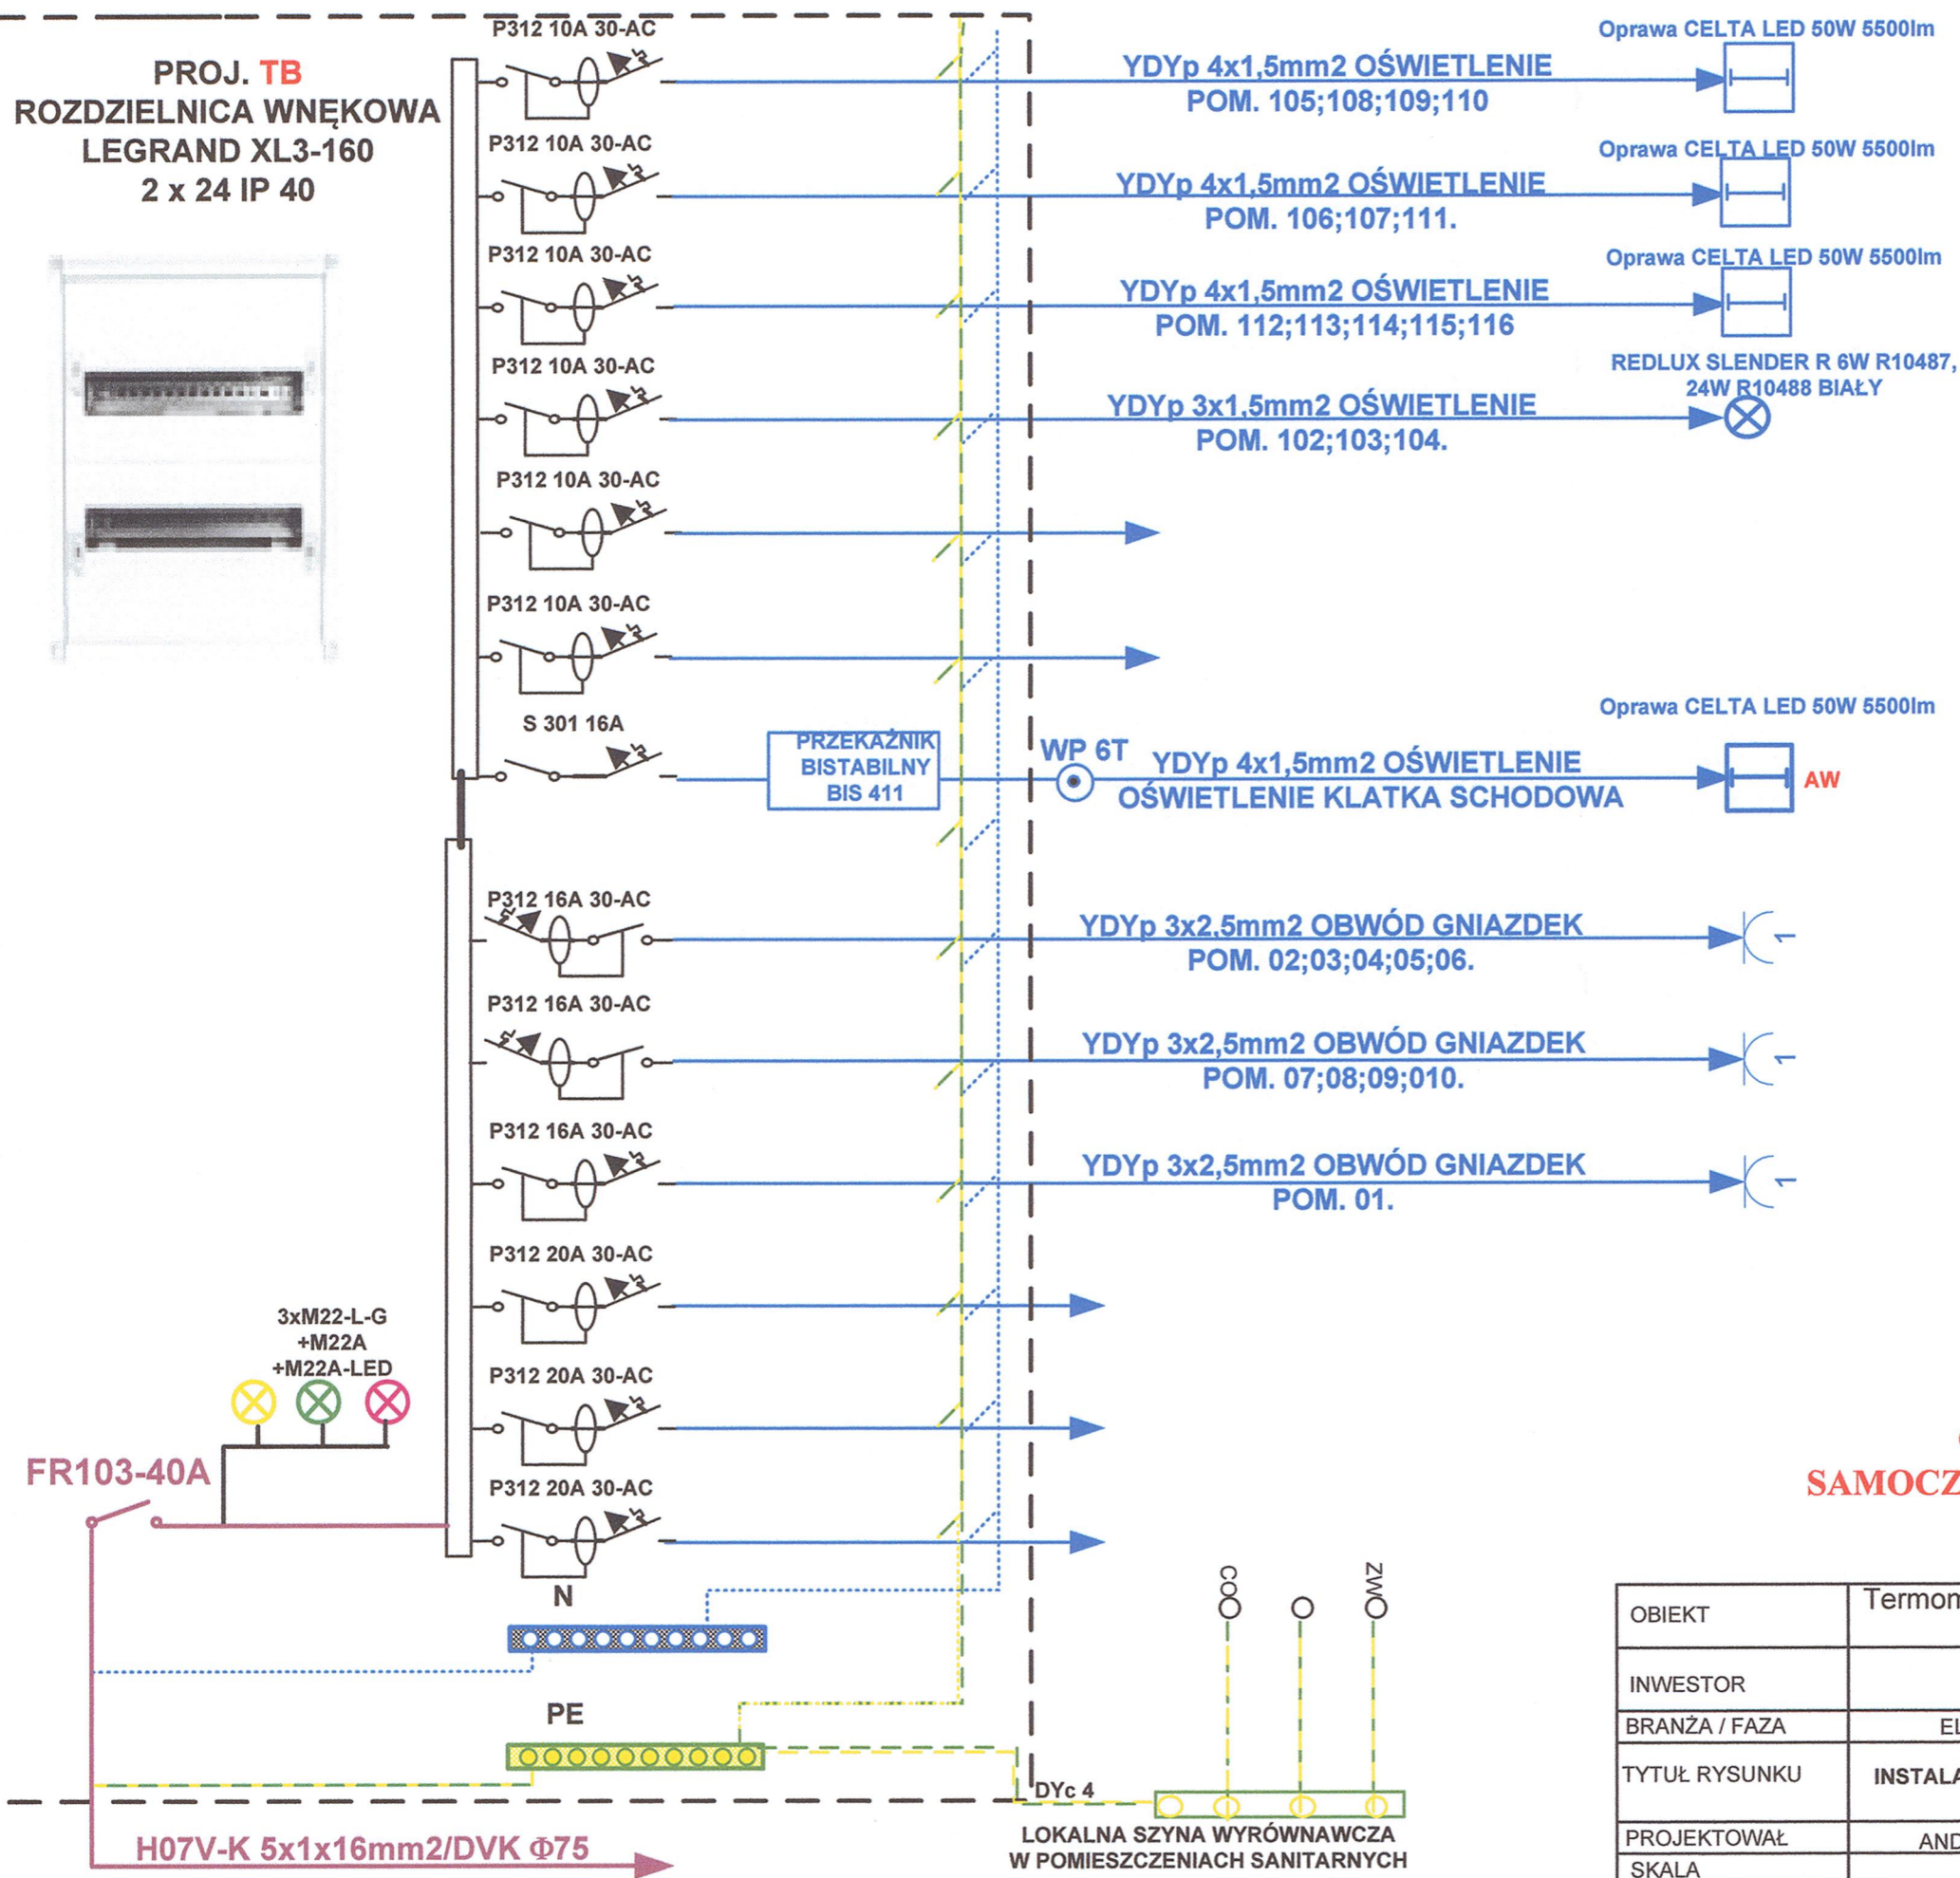 PROJ. TB
ROZDZIELNICA WNĘKOWA
LEGRAND XL3-160
2 x 24 IP 40
P312 10A 30-AC
YDYp 4x1,5mm2 OŚWIETLENIE
POM. 105;108;109;110
Oprawa CELTA LED 50W 5500lm
P312 10A 30-AC
YDYp 4x1,5mm2 OŚWIETLENIE
POM. 106;107;111.
Oprawa CELTA LED 50W 5500lm
P312 10A 30-AC
YDYp 4x1,5mm2 OŚWIETLENIE
POM. 112;113;114;115;116
Oprawa CELTA LED 50W 5500lm
P312 10A 30-AC
YDYp 3x1,5mm2 OŚWIETLENIE
POM. 102;103;104.
REDLUX SLENDER R 6W R10487,
24W R10488 BIAŁY
P312 10A 30-AC
P312 10A 30-AC
S 301 16A
PRZEKAŹNIK
BISTABILNY
BIS 411
WP 6T
YDYp 4x1,5mm2 OŚWIETLENIE
OŚWIETLENIE KLATKA SCHODOWA
Oprawa CELTA LED 50W 5500lm
AW
P312 16A 30-AC
YDYp 3x2,5mm2 OBWÓD GNIAZDEK
POM. 02;03;04;05;06.
1
P312 16A 30-AC
YDYp 3x2,5mm2 OBWÓD GNIAZDEK
POM. 07;08;09;010.
1
P312 16A 30-AC
YDYp 3x2,5mm2 OBWÓD GNIAZDEK
POM. 01.
1
P312 20A 30-AC
P312 20A 30-AC
P312 20A 30-AC
3xM22-L-G
+M22A
+M22A-LED
FR103-40A
N
PE
H07V-K 5x1x16mm2/DVK Φ75
DYc 4
CO
ZW
LOKALNA SZYNA WYRÓWNAWCZA
W POMIESZCZENIACH SANITARNYCH
SAMOCZ
OBIEKT
Termon
INWESTOR
BRANŻA / FAZA
EL
TYTUŁ RYSUNKU
INSTALA
PROJEKTOWAŁ
AND
SKALA